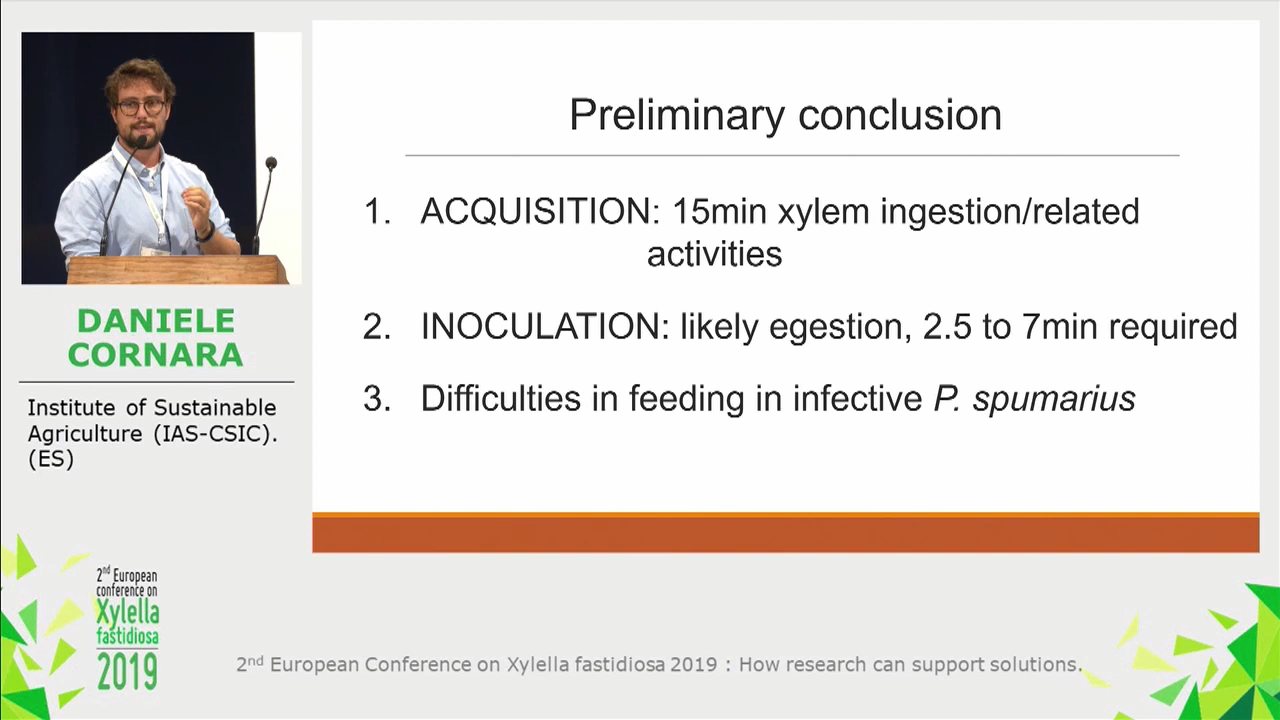 Preliminary conclusion
1. ACQUISITION: 15min xylem ingestion/related
activities
2. INOCULATION: likely egestion, 2.5 to 7min required
3. Difficulties in feeding in infective P. spumarius
DANIELE
CORNARA
Institute of Sustainable
Agriculture (IAS-CSIC).
(ES)
2nd European
conference on
Xylella
fastidiosa
2019
2nd European Conference on Xylella fastidiosa 2019 : How research can support solutions.